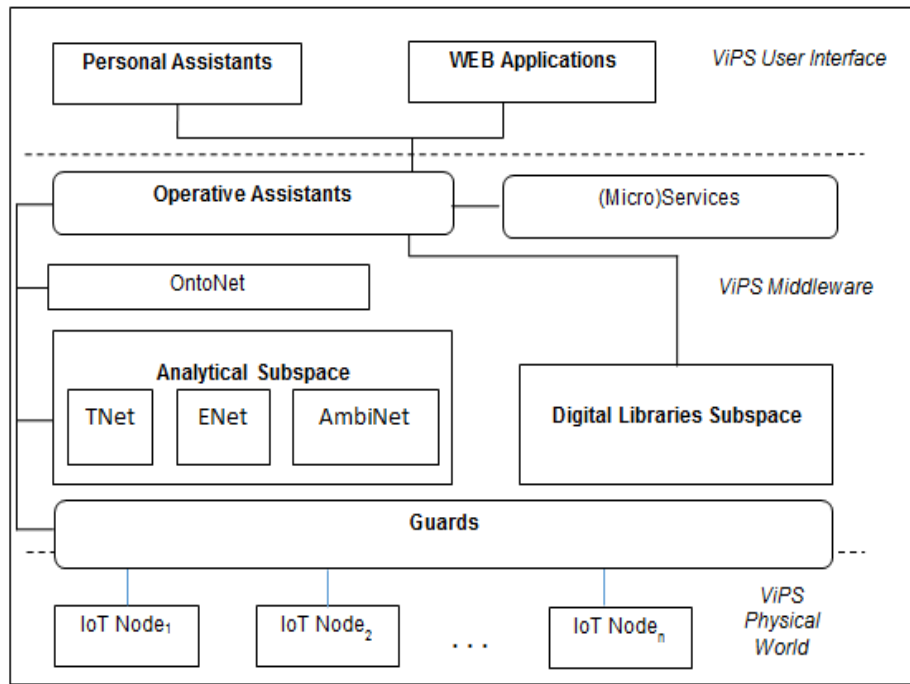 Personal Assistants
WEB Applications
ViPS User Interface
Operative Assistants
(Micro)Services
OntoNet
ViPS Middleware
Analytical Subspace
TNet
ENet
AmbiNet
Digital Libraries Subspace
Guards
IoT Node₁
IoT Node₂
. . .
IoT Nodeₙ
ViPS
Physical
World